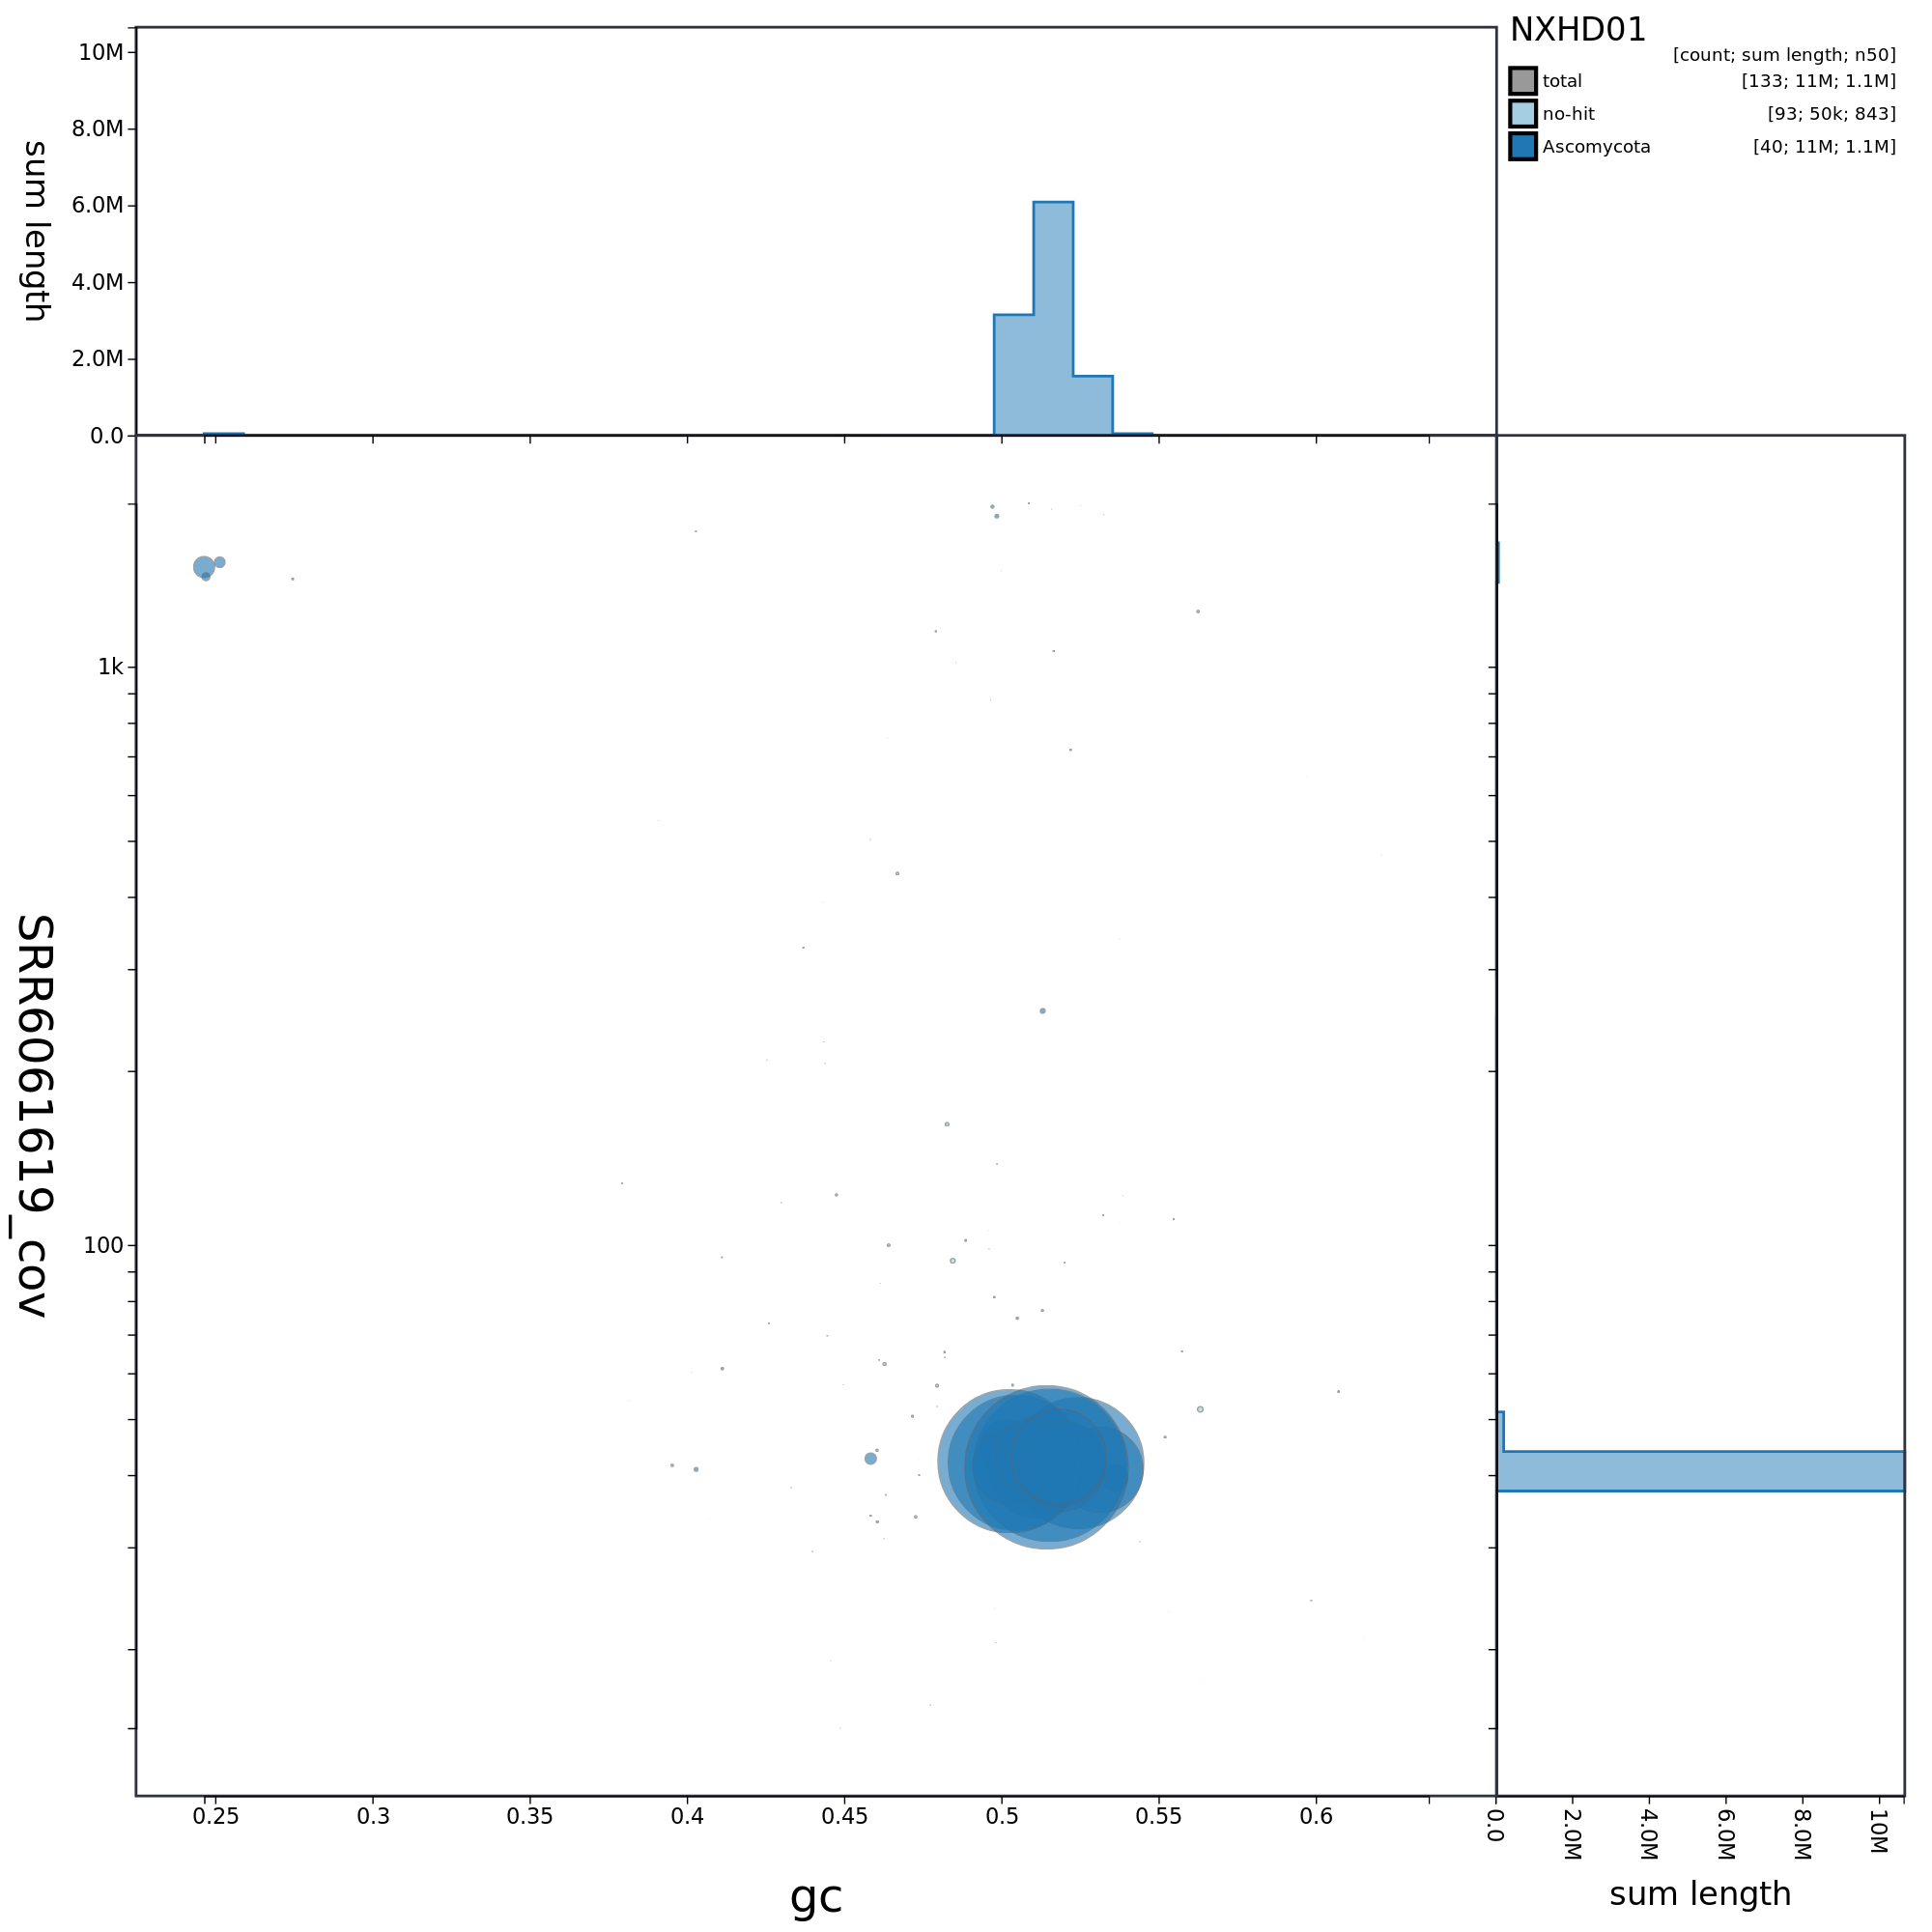 NXHD01
[count; sum length; n50]
total [133; 11M; 1.1M]
no-hit [93; 50k; 843]
Ascomycota [40; 11M; 1.1M]
sum length
10M
8.0M
6.0M
4.0M
2.0M
0.0
SRR6061619_cov
1k
100
0.25 0.3 0.35 0.4 0.45 0.5 0.55 0.6
gc
0.0 2.0M 4.0M 6.0M 8.0M 10M
sum length